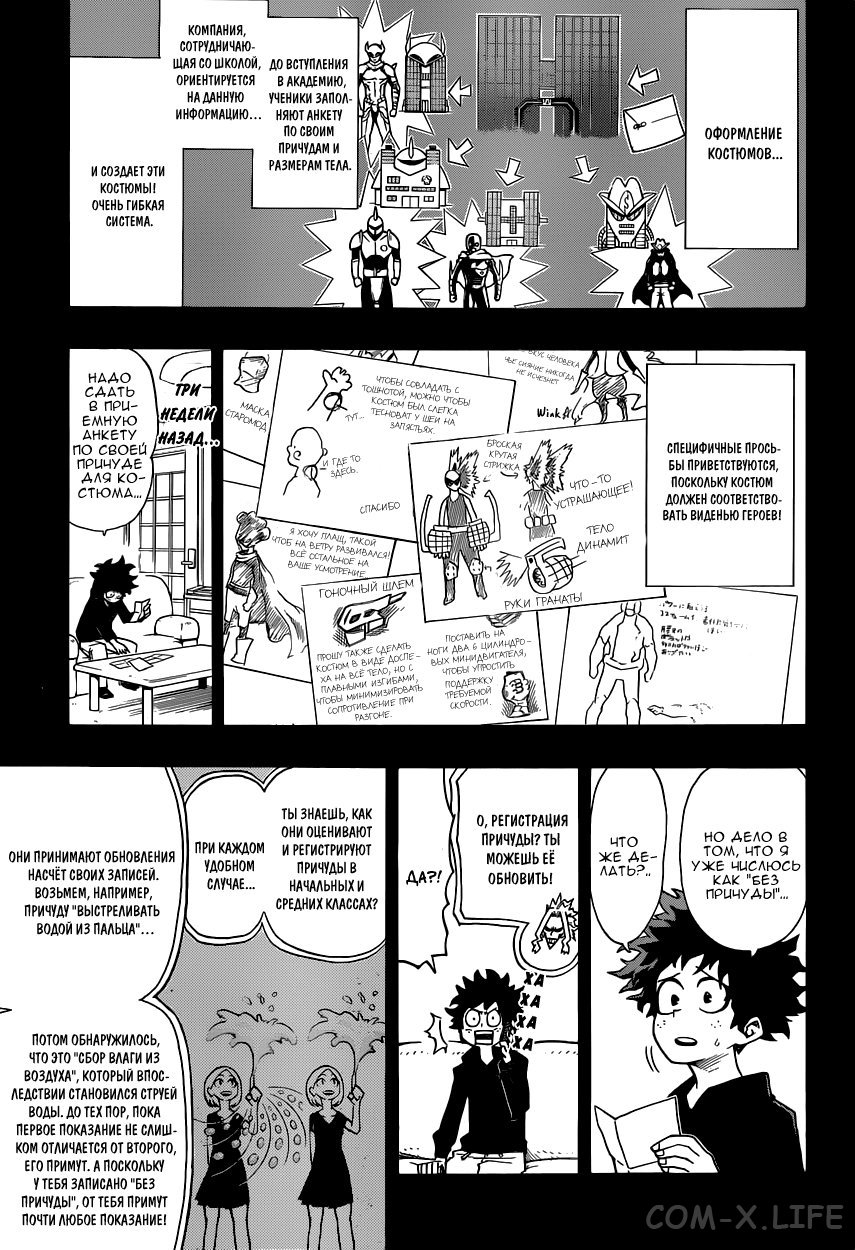 ОФОРМЛЕНИЕ
КОСТЮМОВ...
ДО ВСТУПЛЕНИЯ
В АКАДЕМИЮ,
УЧЕНИКИ ЗАПОЛ-
НЯЮТ АНКЕТУ
ПО СВОИМ
ПРИЧУДАМ И
РАЗМЕРАМ ТЕЛА.
КОМПАНИЯ,
СОТРУДНИЧАЮ-
ЩАЯ СО ШКОЛОЙ,
ОРИЕНТИРУЕТСЯ
НА ДАННУЮ
ИНФОРМАЦИЮ...
И СОЗДАЕТ ЭТИ
КОСТЮМЫ!
ОЧЕНЬ ГИБКАЯ
СИСТЕМА.
СПЕЦИФИЧНЫЕ ПРОСЬ-
БЫ ПРИВЕТСТВУЮТСЯ,
ПОСКОЛЬКУ КОСТЮМ
ДОЛЖЕН СООТВЕТСТВО-
ВАТЬ ВИДЕНЬЮ ГЕРОЕВ!
ВКУС ЧЕЛОВЕКА
ЧЬЕ СИЯНИЕ НИКОГДА
НЕ ИСЧЕЗНЕТ
Wink
ЧТОБЫ СОВЛАДАТЬ С
ТОШНОТОЙ, МОЖНО ЧТОБЫ
КОСТЮМ БЫЛ СЛЕГКА
ТЕСНОВАТ У ШЕИ НА
ЗАПЯСТЬЯХ.
ТУТ...
И ГДЕ ТО
ЗДЕСЬ.
СПАСИБО
МАСКА
СТАРОМОД
БРОСКАЯ
КРУТАЯ
СТРИЖКА
ЧТО-ТО
УСТРАШАЮЩЕЕ!
ТЕЛО
ДИНАМИТ
РУКИ ГРАНАТЫ
Я ХОЧУ ПЛАЩ, ТАКОЙ
ЧТОБ НА ВЕТРУ РАЗВИВАЛСЯ!
ВСЁ ОСТАЛЬНОЕ НА
ВАШЕ УСМОТРЕНИЕ.
ГОНОЧНЫЙ ШЛЕМ
ПРОШУ ТАКЖЕ СДЕЛАТЬ
КОСТЮМ В ВИДЕ ДОСПЕ-
ХА НА ВСЁ ТЕЛО, НО С
ПЛАВНЫМИ ИЗГИБАМИ,
ЧТОБЫ МИНИМИЗИРОВАТЬ
СОПРОТИВЛЕНИЕ ПРИ
РАЗГОНЕ.
ПОСТАВИТЬ НА
НОГИ ДВА 6 ЦИЛИНДРО-
ВЫХ МИНИДВИГАТЕЛЯ,
ЧТОБЫ УПРОСТИТЬ
ПОДДЕРЖКУ
ТРЕБУЕМОЙ
СКОРОСТИ.
ТРИ
НЕДЕЛИ
НАЗАД...
НАДО
СДАТЬ
В ПРИ-
ЕМНУЮ
АНКЕТУ
ПО СВОЕЙ
ПРИЧУДЕ
ДЛЯ КО-
СТЮМА...
НО ДЕЛО В
ТОМ, ЧТО Я
УЖЕ ЧИСЛЮСЬ
КАК "БЕЗ
ПРИЧУДЫ"...
ЧТО
ЖЕ ДЕ-
ЛАТЬ?..
О, РЕГИСТРАЦИЯ
ПРИЧУДЫ? ТЫ
МОЖЕШЬ ЕЁ
ОБНОВИТЬ!
ХА
ХА
ХА
ХА
ДА?!
ТЫ ЗНАЕШЬ, КАК
ОНИ ОЦЕНИВАЮТ
И РЕГИСТРИРУЮТ
ПРИЧУДЫ В
НАЧАЛЬНЫХ И
СРЕДНИХ КЛАССАХ?
ПРИ КАЖДОМ
УДОБНОМ
СЛУЧАЕ...
ОНИ ПРИНИМАЮТ ОБНОВЛЕНИЯ
НАСЧЁТ СВОИХ ЗАПИСЕЙ.
ВОЗЬМЕМ, НАПРИМЕР,
ПРИЧУДУ "ВЫСТРЕЛИВАТЬ
ВОДОЙ ИЗ ПАЛЬЦА"...
ПОТОМ ОБНАРУЖИЛОСЬ,
ЧТО ЭТО "СБОР ВЛАГИ ИЗ
ВОЗДУХА", КОТОРЫЙ ВПОС-
ЛЕДСТВИИ СТАНОВИЛСЯ СТРУЕЙ
ВОДЫ. ДО ТЕХ ПОР, ПОКА
ПЕРВОЕ ПОКАЗАНИЕ НЕ СЛИШ-
КОМ ОТЛИЧАЕТСЯ ОТ ВТОРОГО,
ЕГО ПРИМУТ. А ПОСКОЛЬКУ
У ТЕБЯ ЗАПИСАНО "БЕЗ
ПРИЧУДЫ", ОТ ТЕБЯ ПРИМУТ
ПОЧТИ ЛЮБОЕ ПОКАЗАНИЕ!
COM-X.LIFE